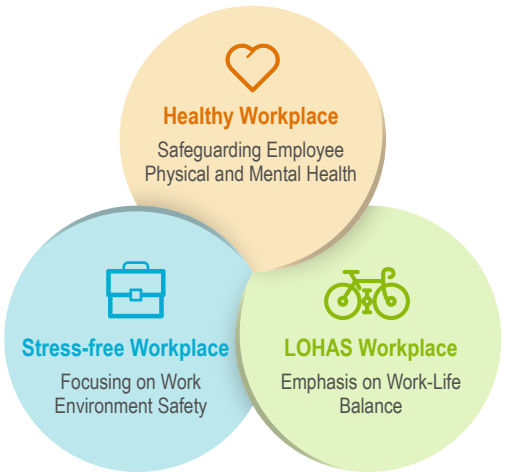 Healthy Workplace
Safeguarding Employee
Physical and Mental Health
Stress-free Workplace
Focusing on Work
Environment Safety
LOHAS Workplace
Emphasis on Work-Life
Balance